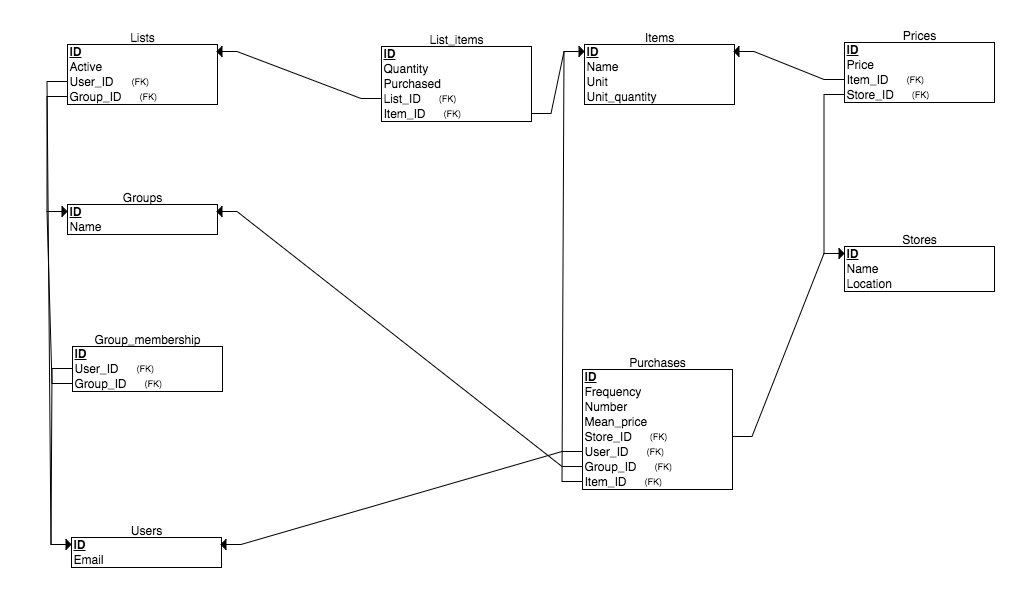 Lists
ID
Active
User_ID (FK)
Group_ID (FK)
List_items
ID
Quantity
Purchased
List_ID (FK)
Item_ID (FK)
Items
ID
Name
Unit
Unit_quantity
Prices
ID
Price
Item_ID (FK)
Store_ID (FK)
Groups
ID
Name
Stores
ID
Name
Location
Group_membership
ID
User_ID (FK)
Group_ID (FK)
Purchases
ID
Frequency
Number
Mean_price
Store_ID (FK)
User_ID (FK)
Group_ID (FK)
Item_ID (FK)
Users
ID
Email